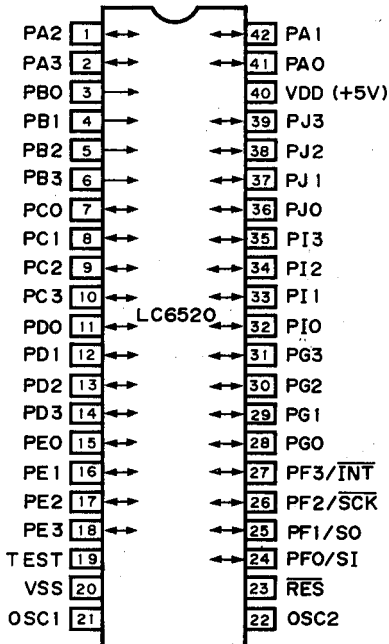 PA2 1 42 PA1
PA3 2 41 PA0
PB0 3 40 VDD (+5V)
PB1 4 39 PJ3
PB2 5 38 PJ2
PB3 6 37 PJ1
PC0 7 36 PJ0
PC1 8 35 PI3
PC2 9 34 PI2
PC3 10 33 PI1
LC6520
PD0 11 32 PI0
PD1 12 31 PG3
PD2 13 30 PG2
PD3 14 29 PG1
PE0 15 28 PG0
PE1 16 27 PF3/INT
PE2 17 26 PF2/SCK
PE3 18 25 PF1/SO
TEST 19 24 PF0/SI
VSS 20 23 RES
OSC1 21 22 OSC2